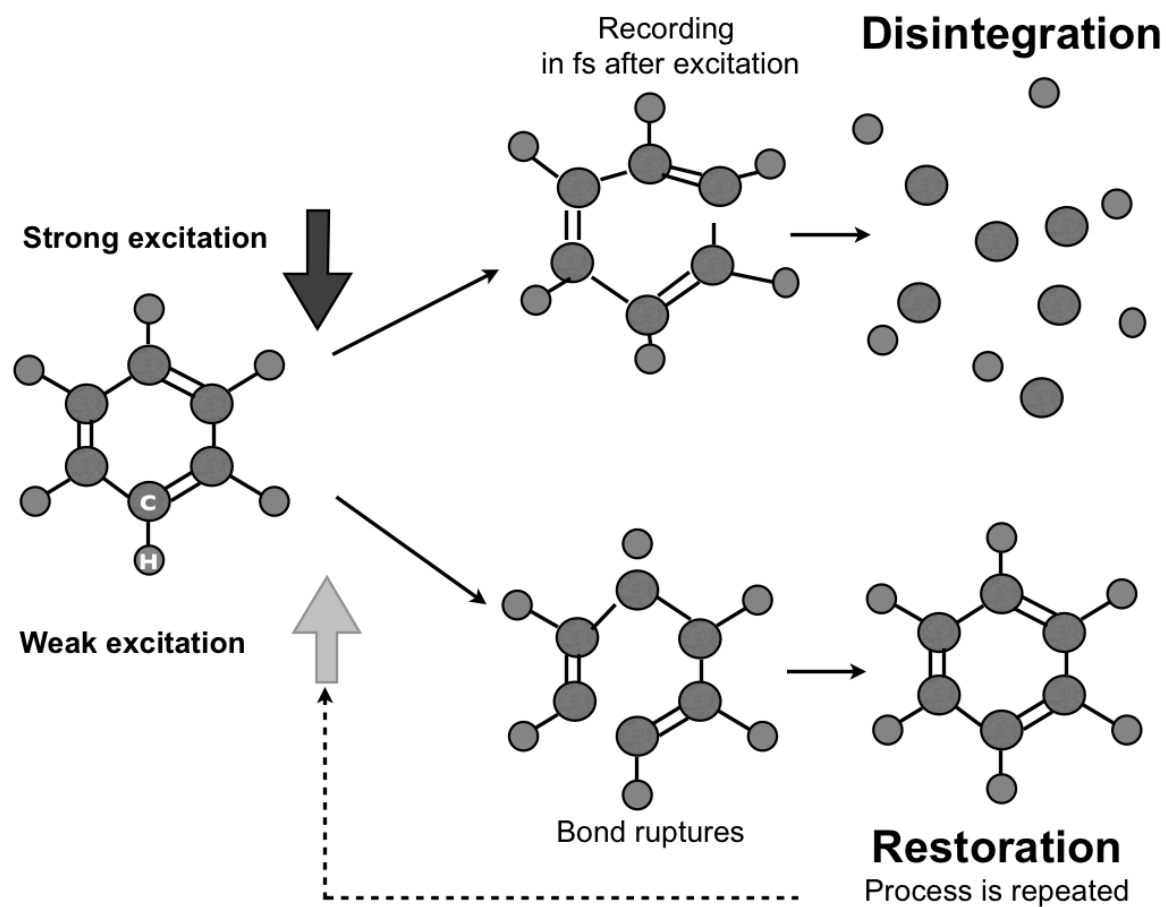 Recording
in fs after excitation
Disintegration
Strong excitation
C
H
Weak excitation
Bond ruptures
Restoration
Process is repeated